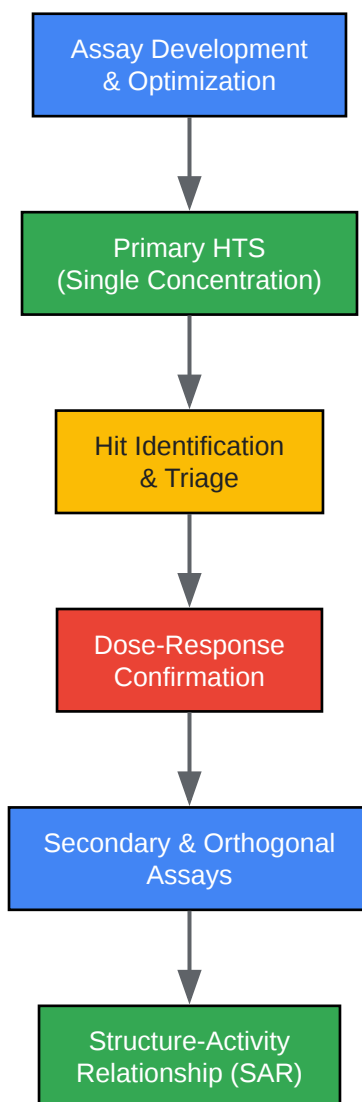 Assay Development
& Optimization
Primary HTS
(Single Concentration)
Hit Identification
& Triage
Dose-Response
Confirmation
Secondary & Orthogonal
Assays
Structure-Activity
Relationship (SAR)